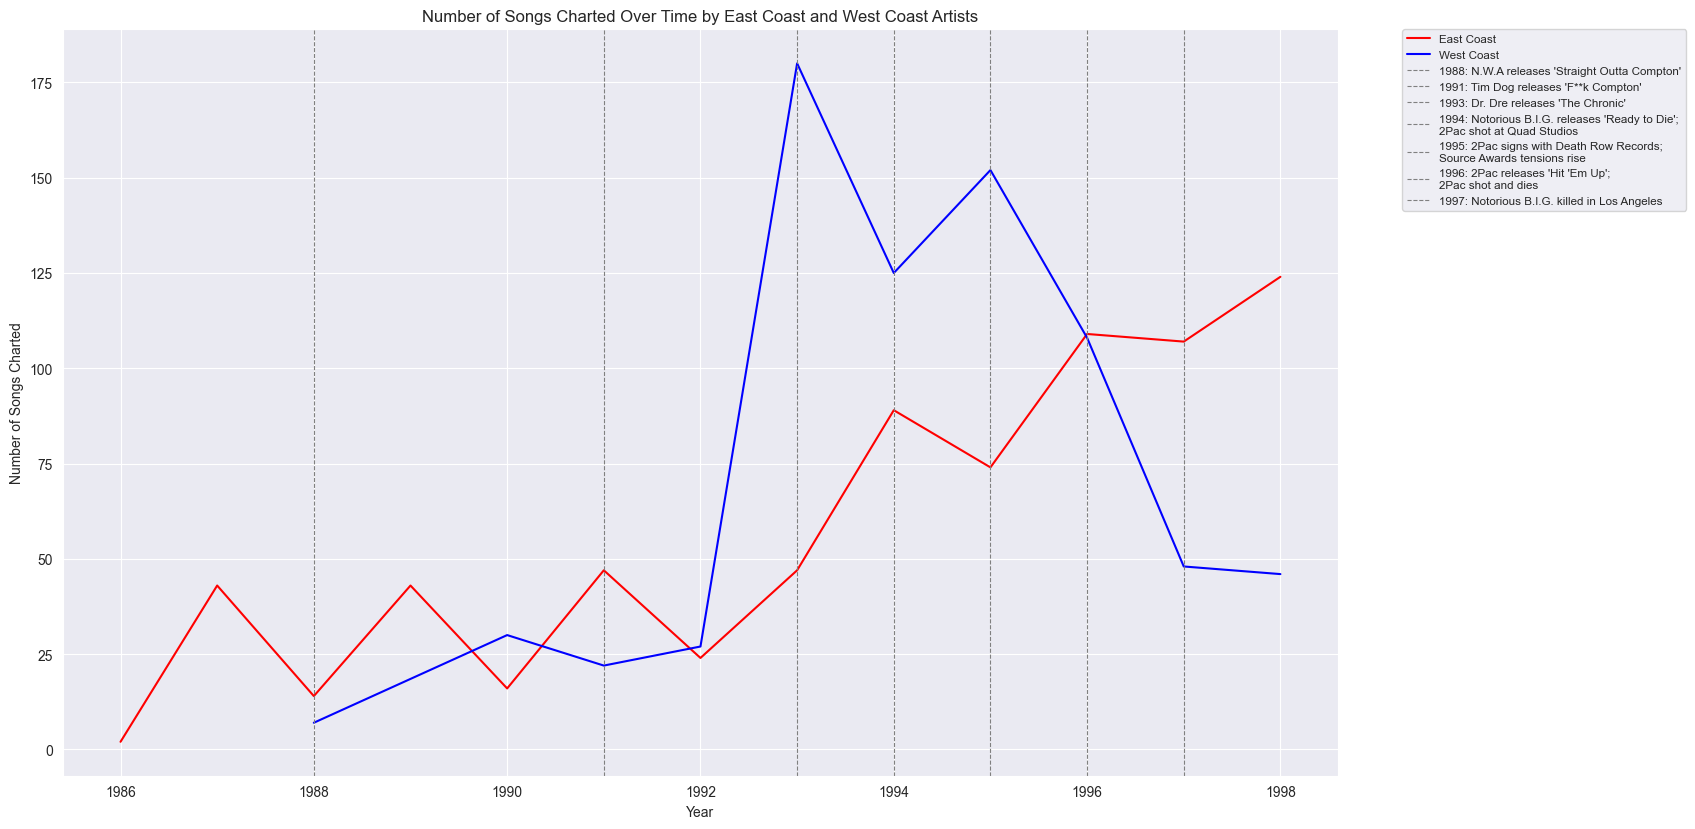 Number of Songs Charted Over Time by East Coast and West Coast Artists
East Coast
West Coast
1988: N.W.A releases 'Straight Outta Compton'
1991: Tim Dog releases 'F**k Compton'
1993: Dr. Dre releases 'The Chronic'
1994: Notorious B.I.G. releases 'Ready to Die';
2Pac shot at Quad Studios
1995: 2Pac signs with Death Row Records;
Source Awards tensions rise
1996: 2Pac releases 'Hit 'Em Up';
2Pac shot and dies
1997: Notorious B.I.G. killed in Los Angeles
Number of Songs Charted
175
150
125
100
75
50
25
0
1986
1988
1990
1992
1994
1996
1998
Year